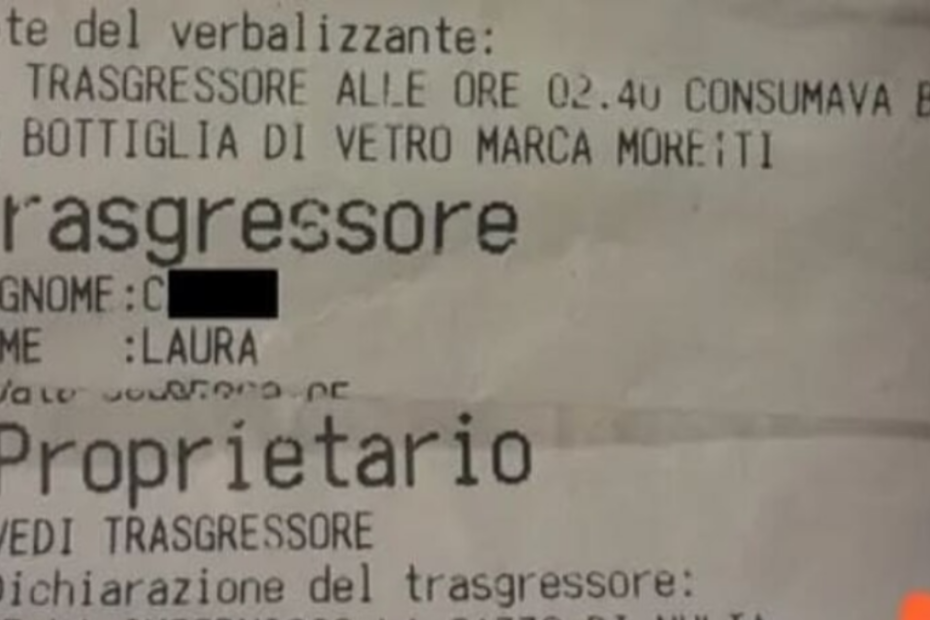 te del verbalizzante:
TRASGRESSORE ALLE ORE 02.40 CONSUMAVA B
BOTTIGLIA DI VETRO MARCA MORETTI
rasgressore
GNOME:C
ME :LAURA
Proprietario
VEDI TRASGRESSORE
Dichiarazione del trasgressore: